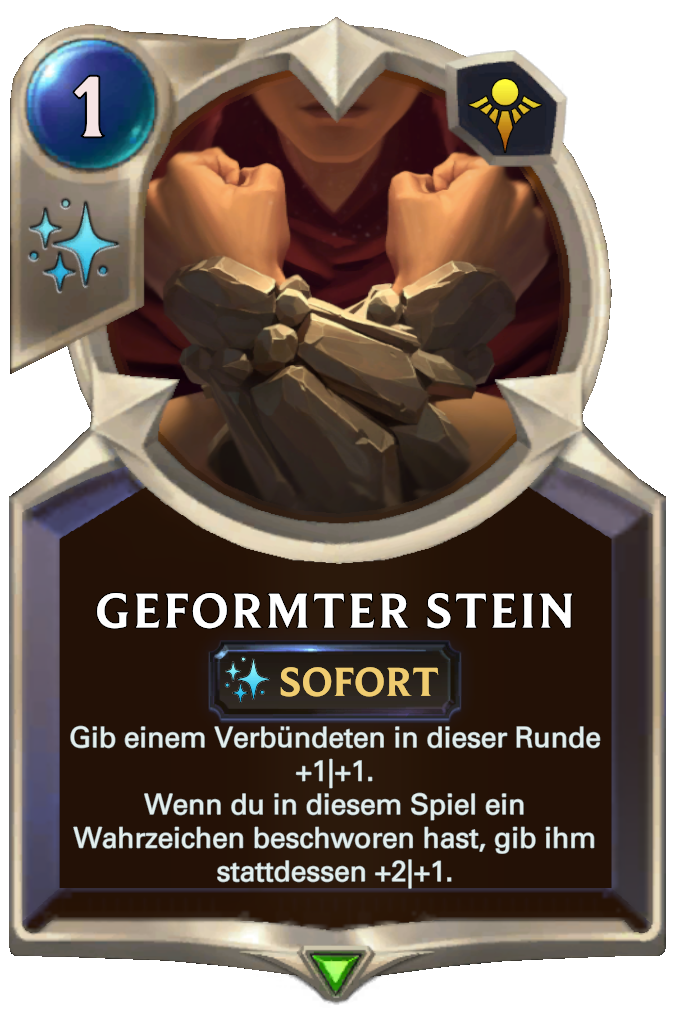 1
GEFORMTER STEIN
SOFORT
Gib einem Verbündeten in dieser Runde
+1|+1.
Wenn du in diesem Spiel ein
Wahrzeichen beschworen hast, gib ihm
stattdessen +2|+1.